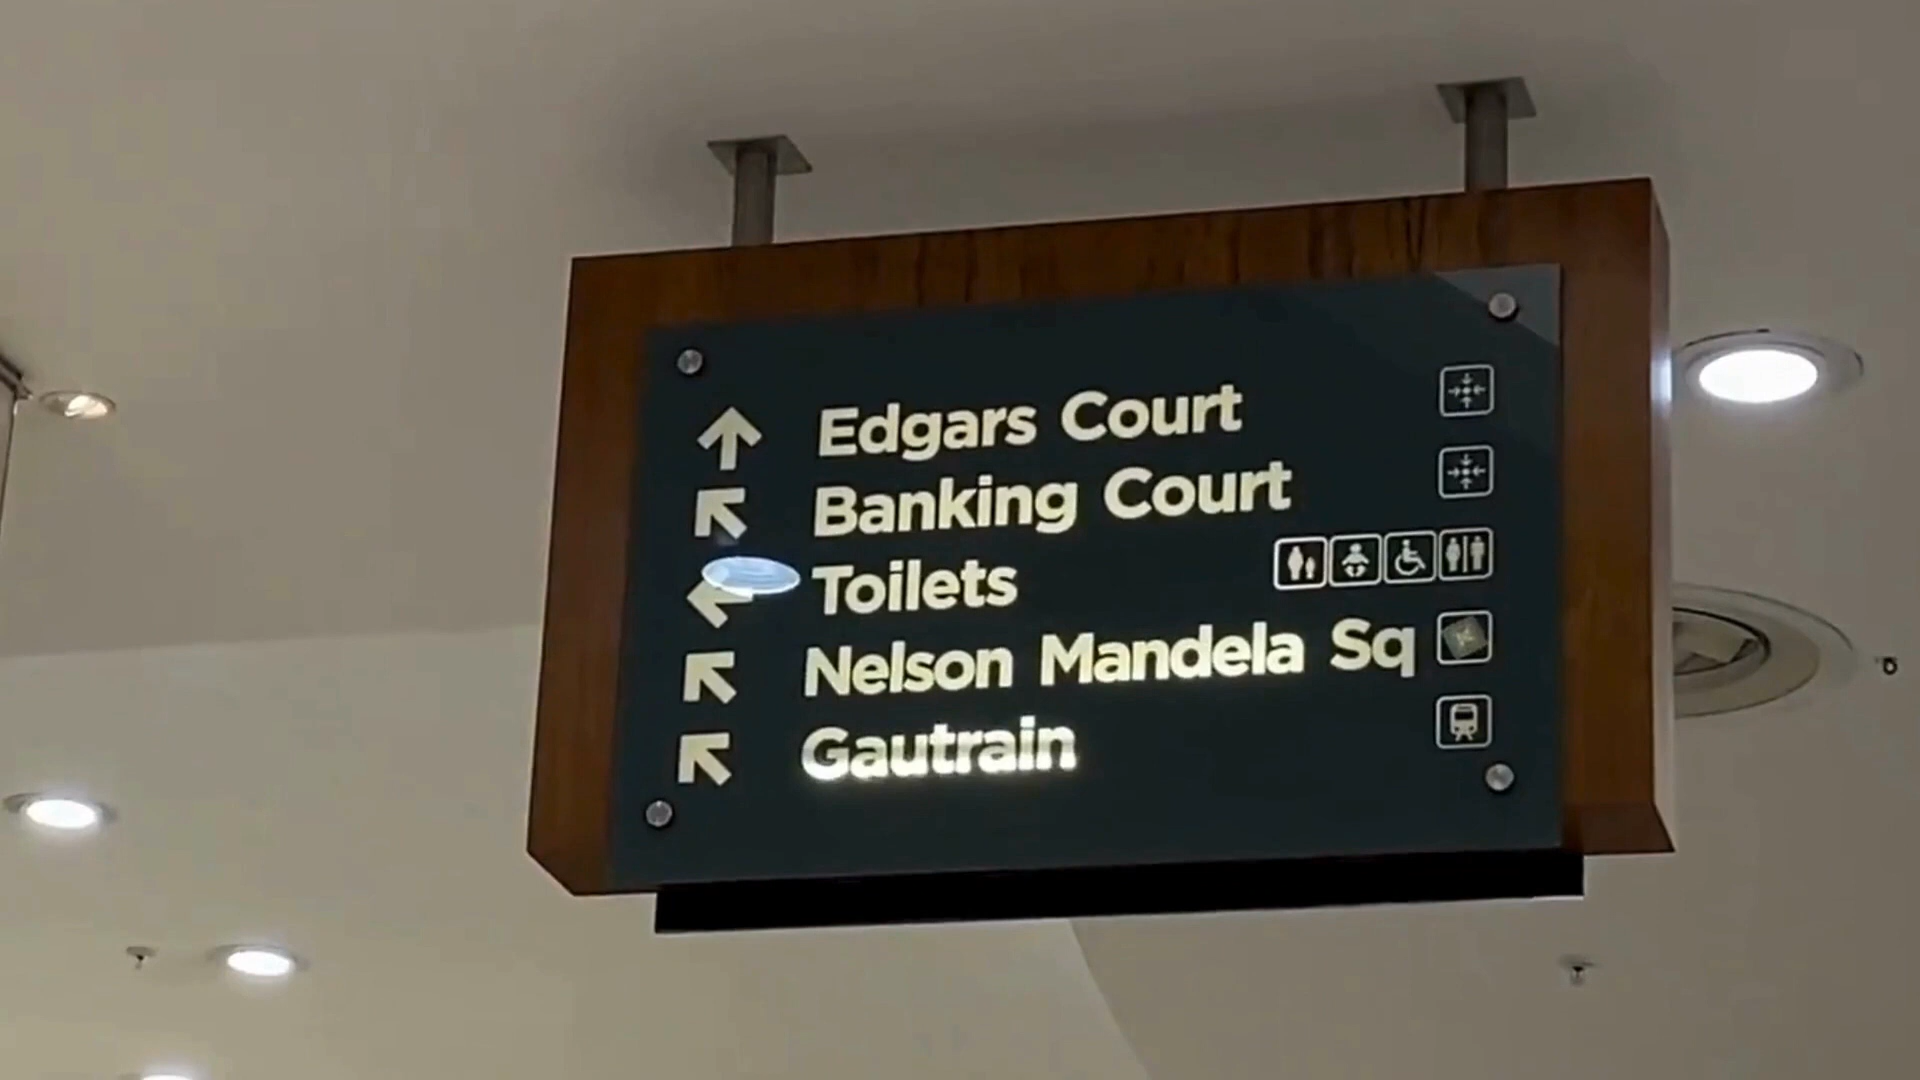 Edgars Court
Banking Court
Toilets
Nelson Mandela Sq
Gautrain